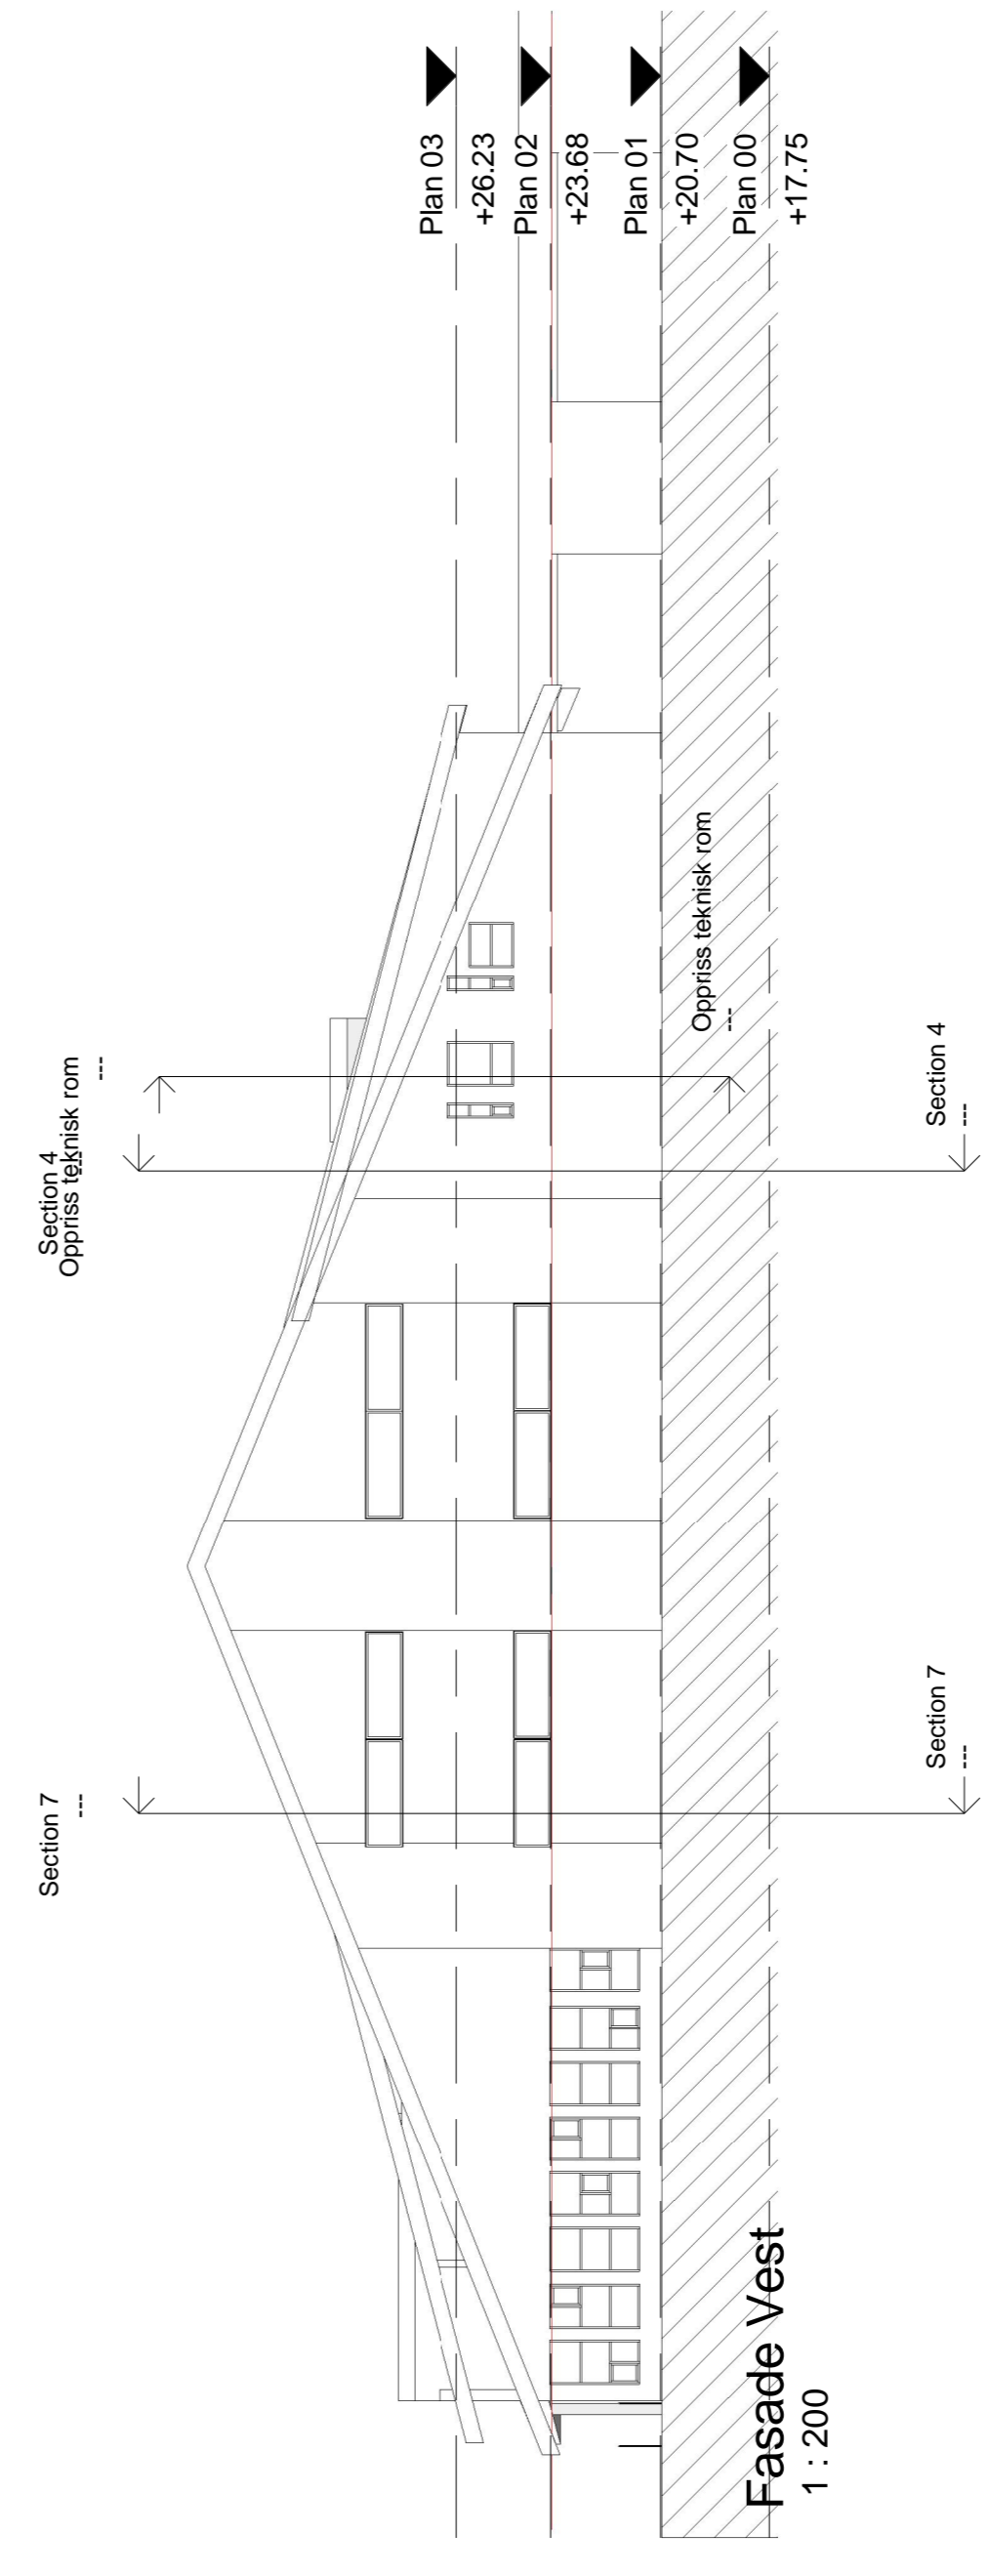 Plan 03
+26.23
Plan 02
+23.68
Plan 01
+20.70
Plan 00
+17.75
Section 7
---
Section 4
---
Oppriss teknisk rom
---
Oppriss teknisk rom
---
Section 7
---
Section 4
---
Fasade Vest
1 : 200